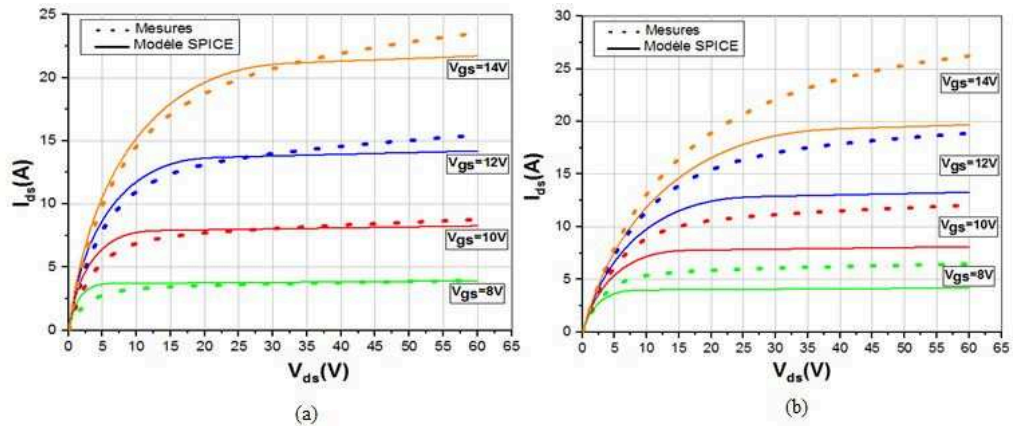 Mesures
Modèle SPICE
25
20
15
10
5
0
Ids(A)
Vgs=14V
Vgs=12V
Vgs=10V
Vgs=8V
0 5 10 15 20 25 30 35 40 45 50 55 60 65
Vds(V)
(a)
Mesures
Modèle SPICE
30
25
20
15
10
5
0
Ids(A)
Vgs=14V
Vgs=12V
Vgs=10V
Vgs=8V
0 5 10 15 20 25 30 35 40 45 50 55 60 65
Vds(V)
(b)